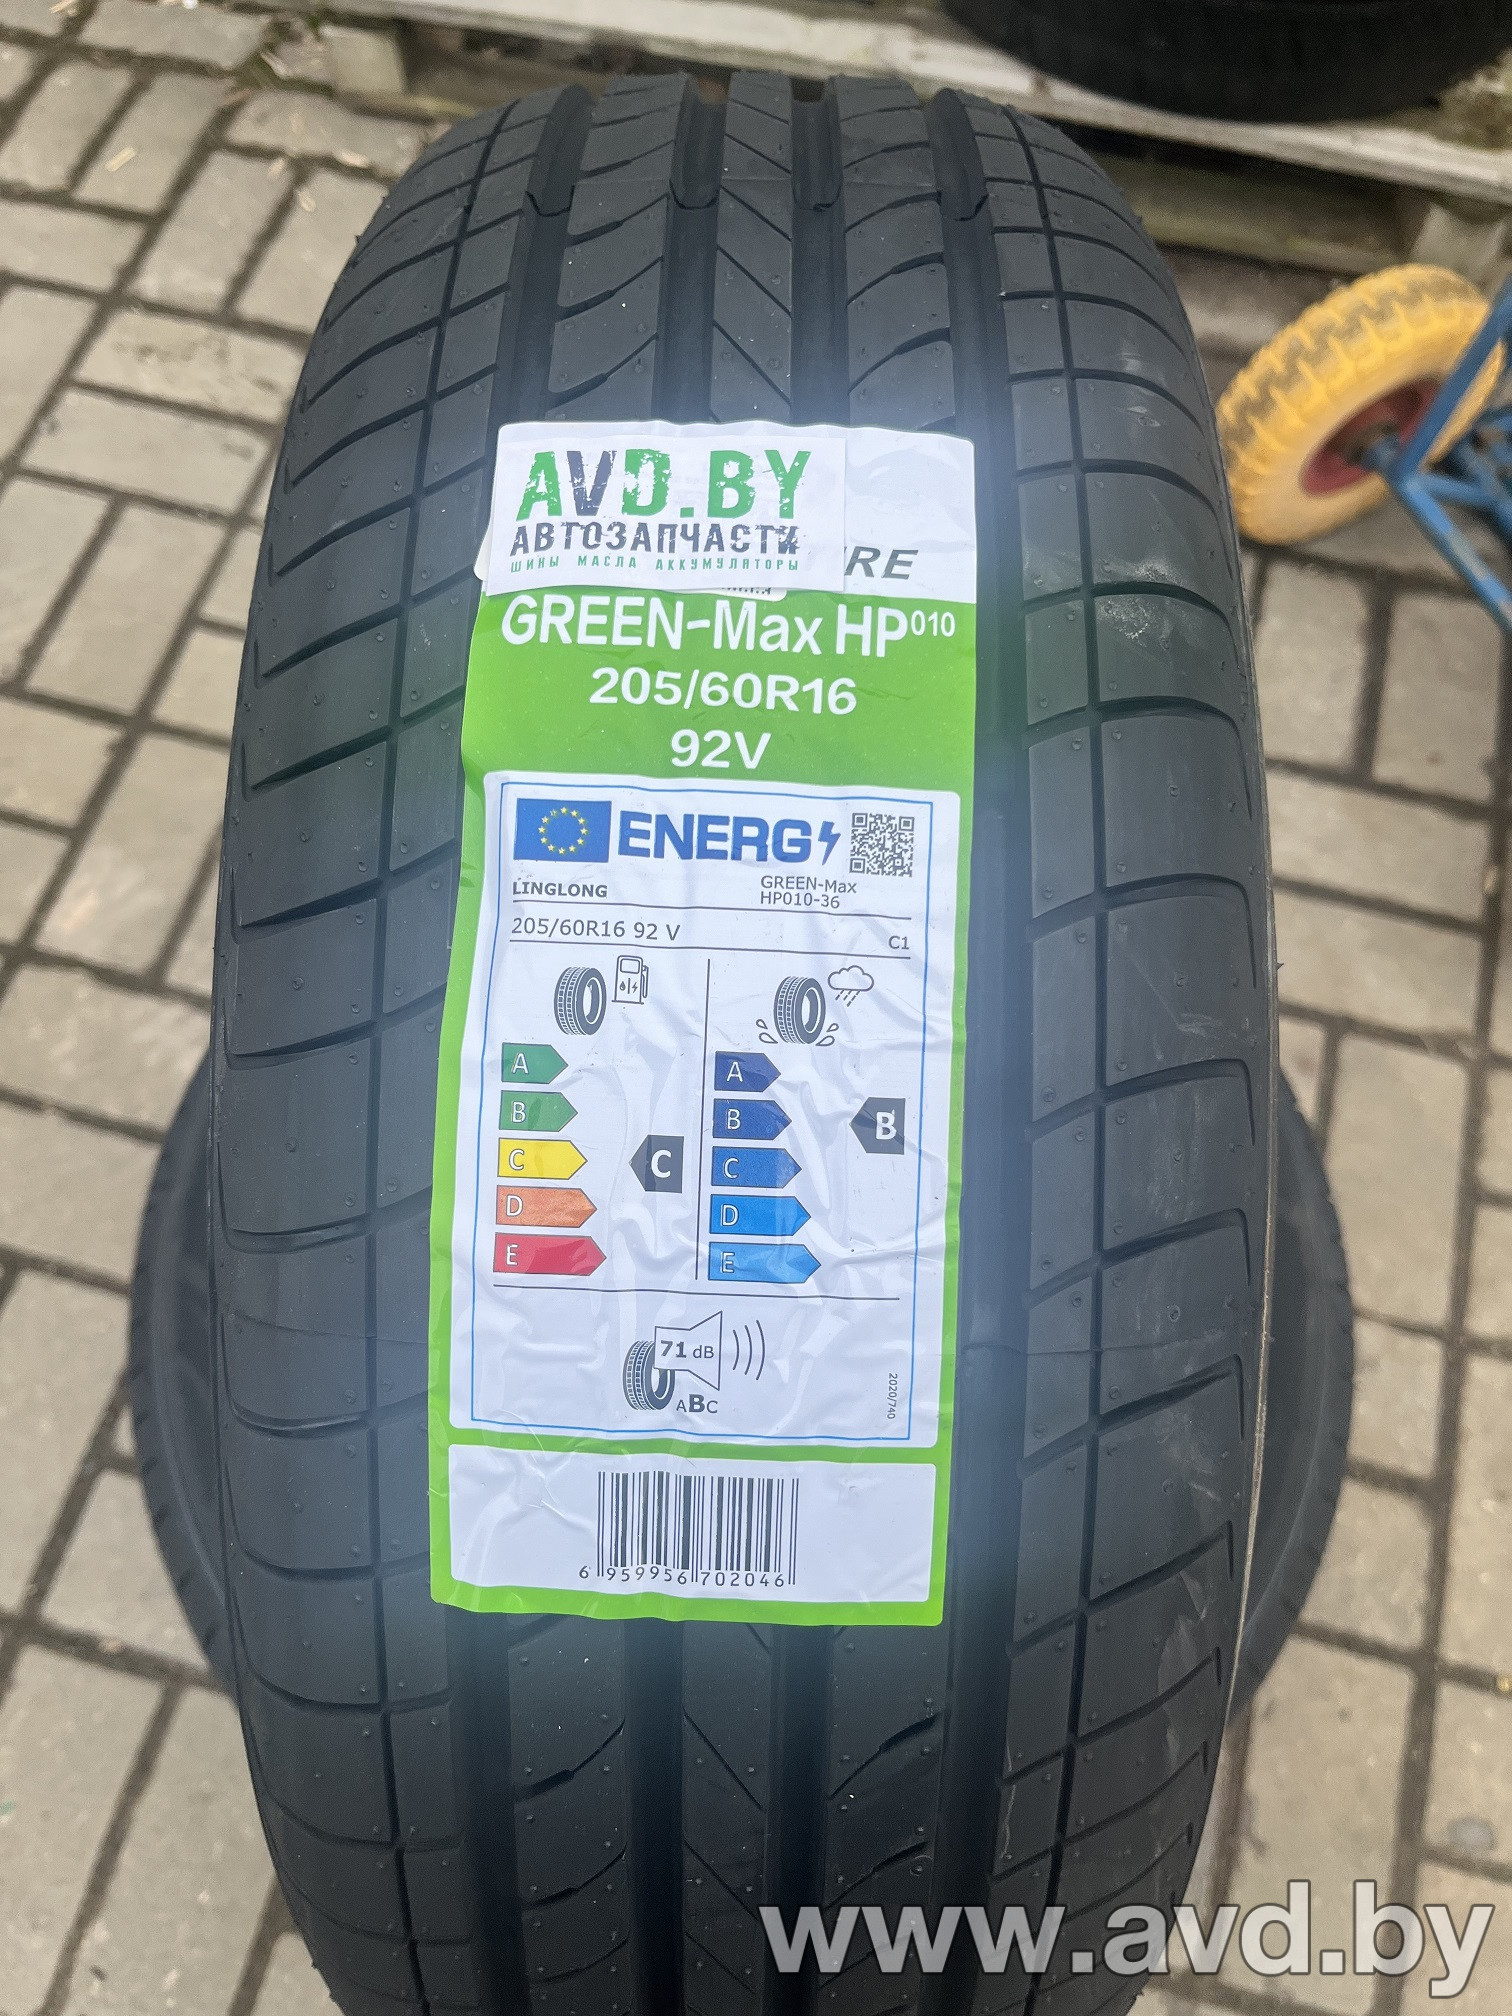 AVD.BY
АВТОЗАПЧАСТИ
ШИНЫ МАСЛА АККУМУЛЯТОРЫ
RE
GREEN-Max HP010
205/60R16
92V
ENERG
LINGLONG
GREEN-Max
HP010-36
205/60R16 92 V
C1
A
B
C
D
E
C
A
B
C
D
E
B
71 dB
ABC
2020/740
6 959956 702046
www.avd.by